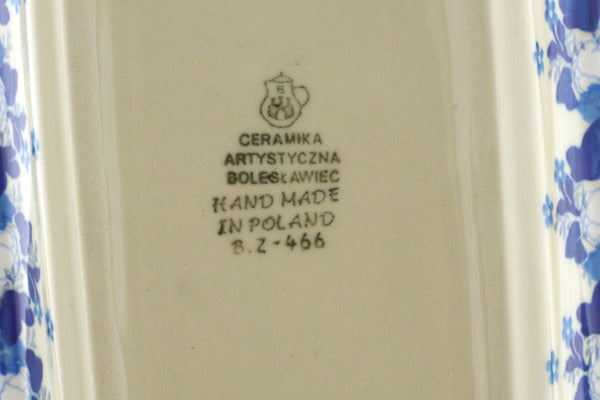 B
CERAMIKA
ARTYSTYCZNA
BOLESŁAWIEC
HAND MADE
IN POLAND
B.Z-466